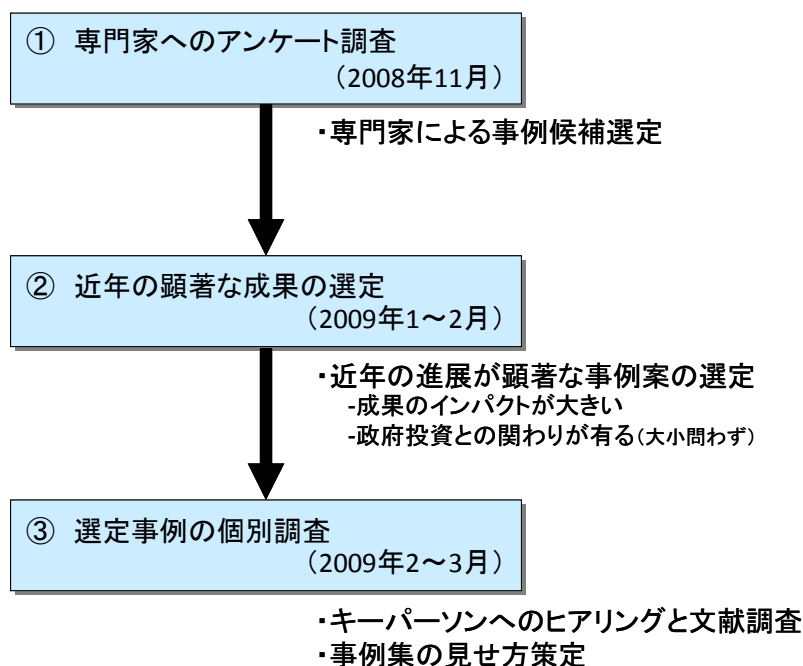 ① 専門家へのアンケート調査
（2008年11月）
・専門家による事例候補選定
② 近年の顕著な成果の選定
（2009年1～2月）
・近年の進展が顕著な事例案の選定
-成果のインパクトが大きい
-政府投資との関わりが有る（大小問わず）
③ 選定事例の個別調査
（2009年2～3月）
・キーパーソンへのヒアリングと文献調査
・事例集の見せ方策定